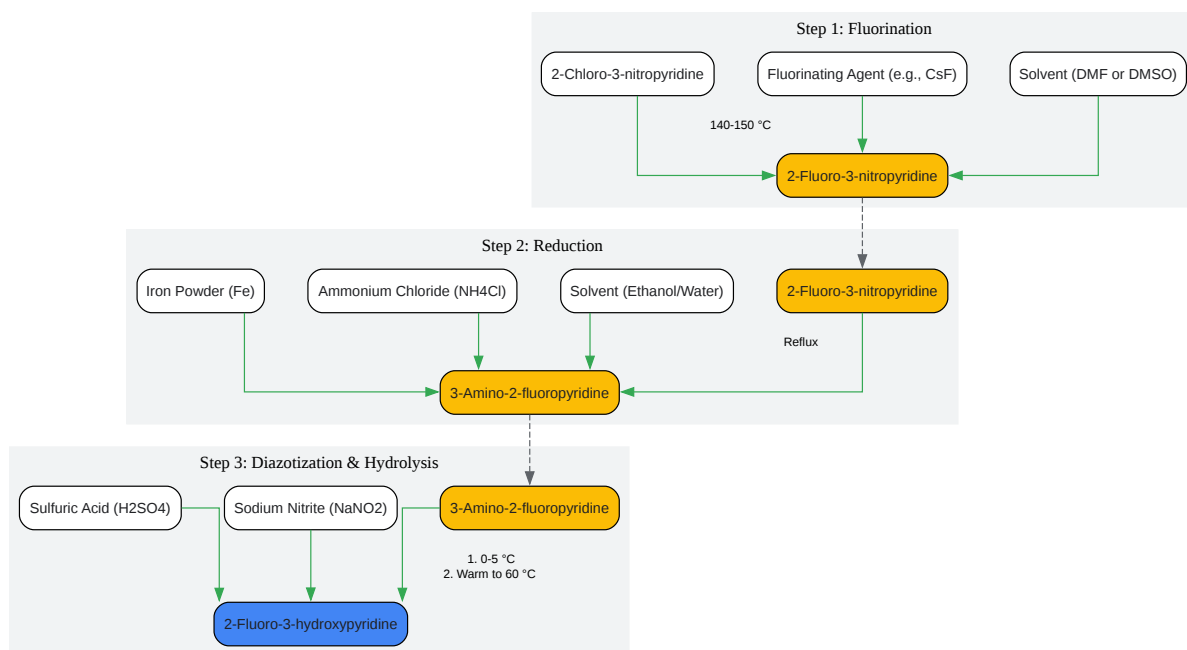 Step 1: Fluorination
2-Chloro-3-nitropyridine
Fluorinating Agent (e.g., CsF)
Solvent (DMF or DMSO)
140-150 °C
2-Fluoro-3-nitropyridine
Step 2: Reduction
Iron Powder (Fe)
Ammonium Chloride (NH4Cl)
Solvent (Ethanol/Water)
2-Fluoro-3-nitropyridine
Reflux
3-Amino-2-fluoropyridine
Step 3: Diazotization & Hydrolysis
Sulfuric Acid (H2SO4)
Sodium Nitrite (NaNO2)
3-Amino-2-fluoropyridine
1. 0-5 °C
2. Warm to 60 °C
2-Fluoro-3-hydroxypyridine